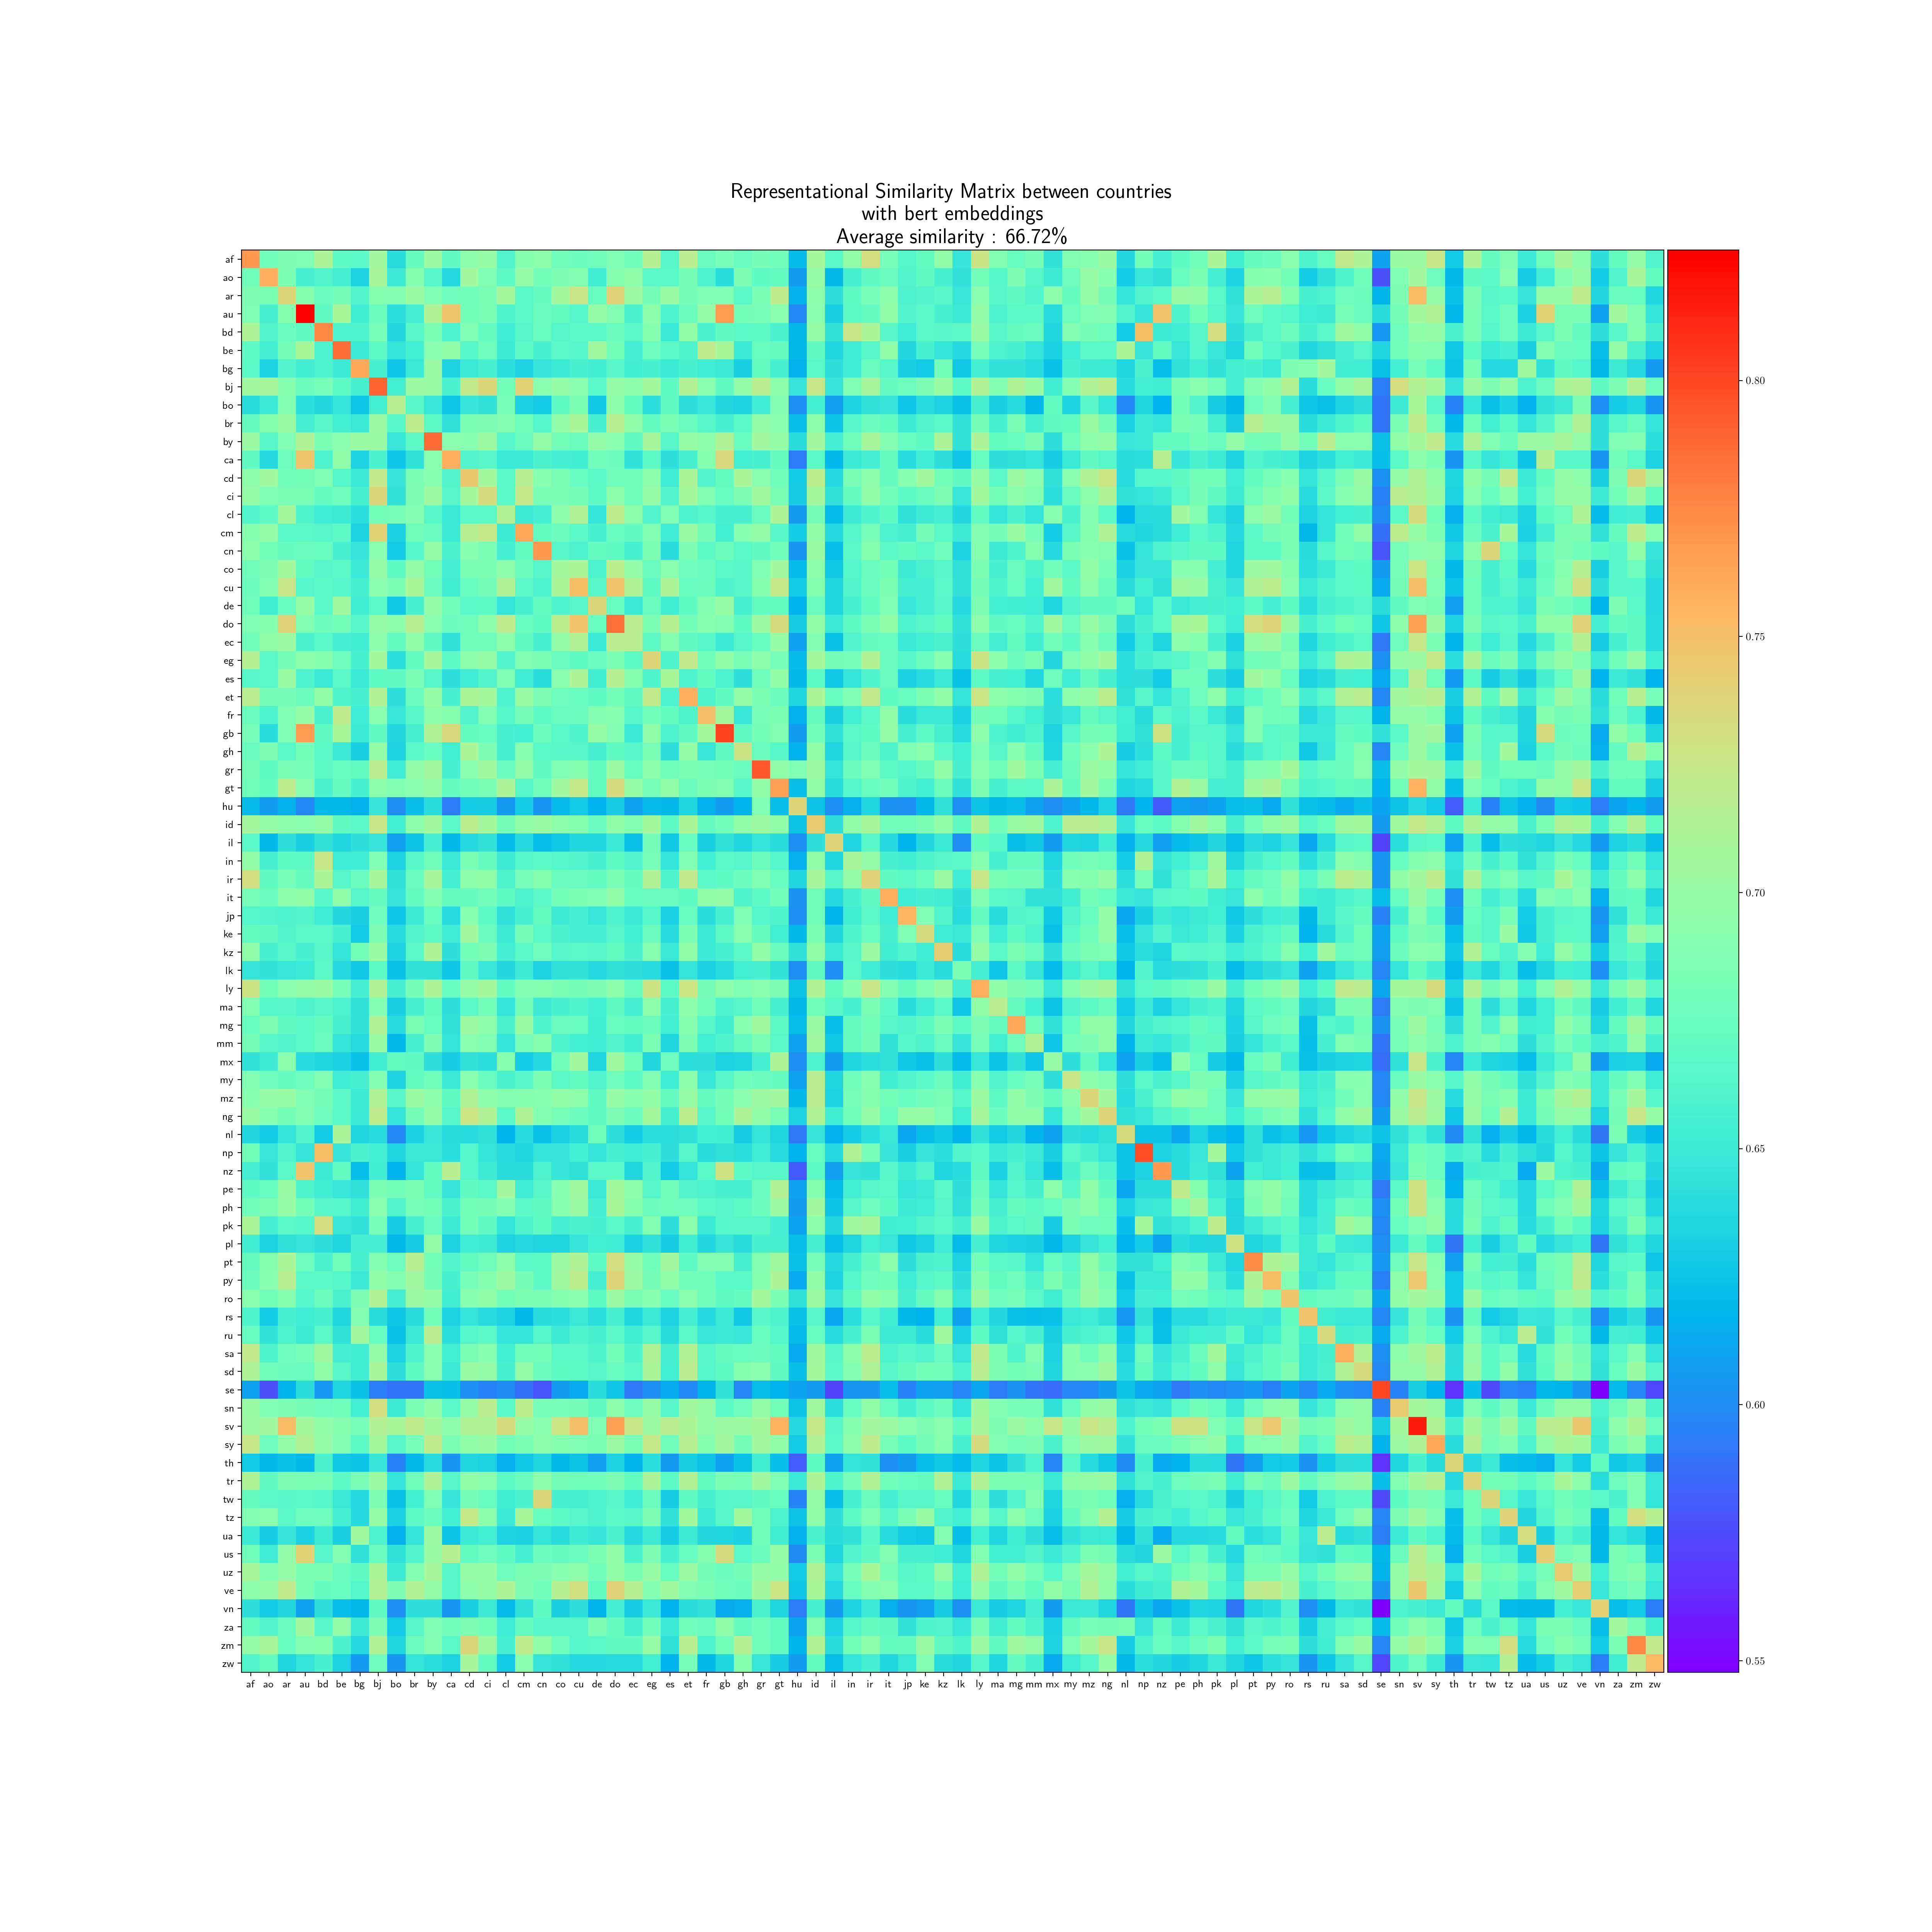 Representational Similarity Matrix between countries
with bert embeddings
Average similarity : 66.72%
af
ao
ar
au
bd
be
bg
bj
bo
br
by
ca
cd
ci
cl
cm
cn
co
cu
de
do
ec
eg
es
et
fr
gb
gh
gr
gt
hu
id
il
in
ir
it
jp
ke
kz
lk
ly
ma
mg
mm
mx
my
mz
ng
nl
np
nz
pe
ph
pk
pl
pt
py
ro
rs
ru
sa
sd
se
sn
sv
sy
th
tr
tw
tz
ua
us
uz
ve
vn
za
zm
zw
af ao ar au bd be bg bj bo br by ca cd ci cl cm cn co cu de do ec eg es et fr gb gh gr gt hu id il in ir it jp ke kz lk ly ma mg mm mx my mz ng nl np nz pe ph pk pl pt py ro rs ru sa sd se sn sv sy th tr tw tz ua us uz ve vn za zm zw
0.80
0.75
0.70
0.65
0.60
0.55